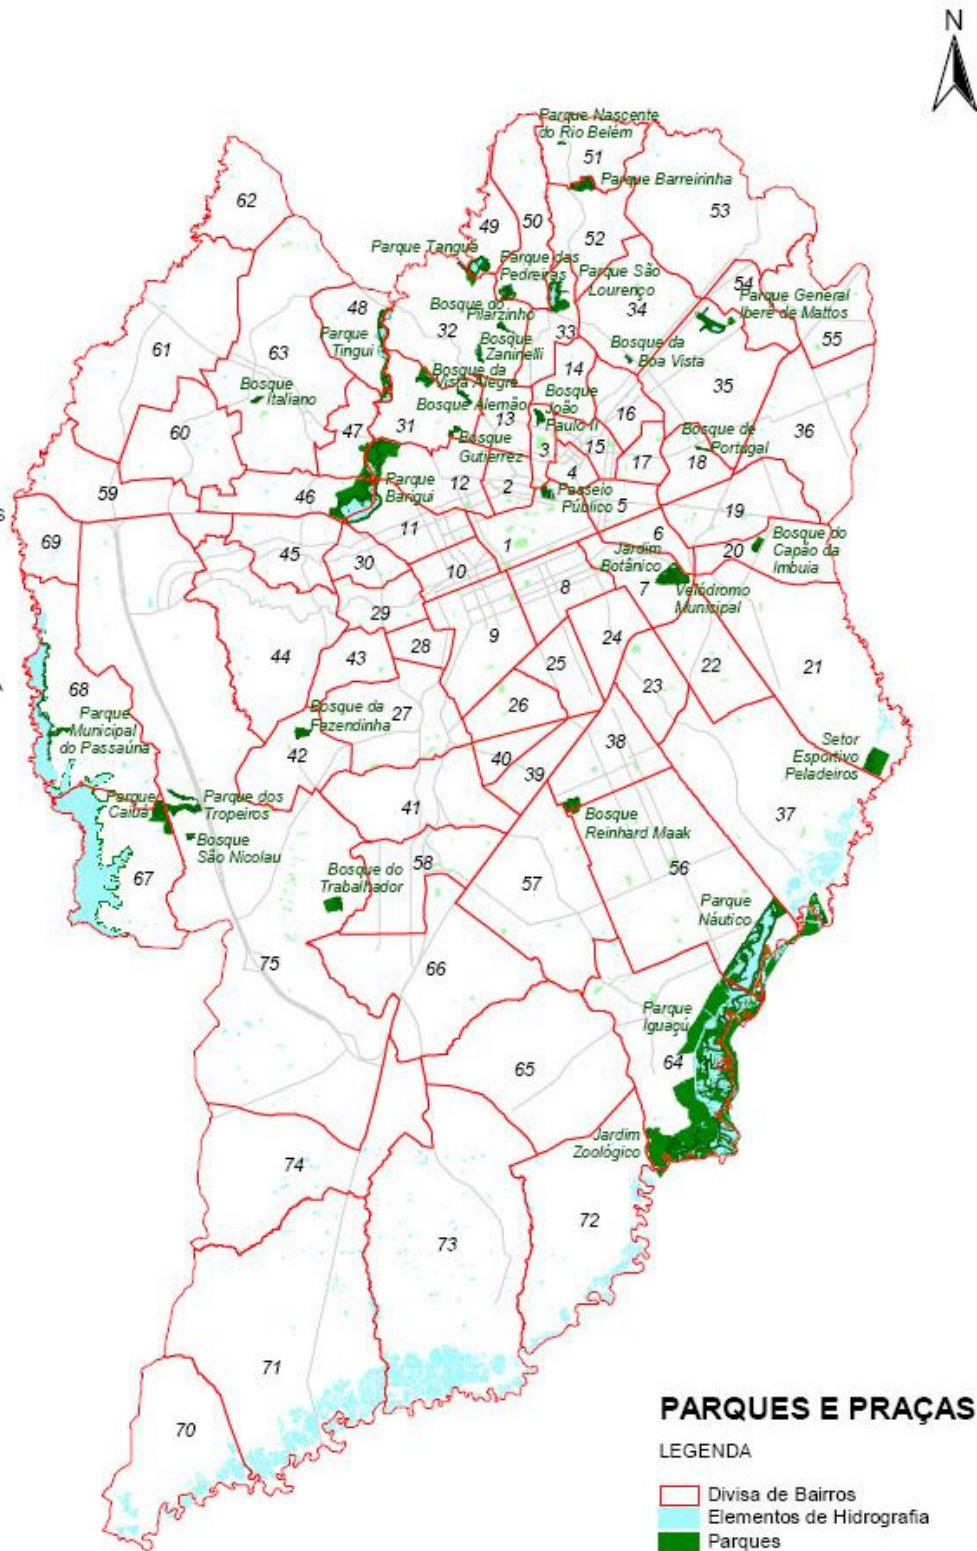 N
Parque Nascente
do Rio Belém
51
Parque Barreirinha
62
53
49
50
52
Parque Tanguá
Parque das
Pedreiras
Parque São
Lourenço
54
48
Bosque do
Pilarzinho
34
Parque General
Iberê de Mattos
32
33
Parque
Tingui
Bosque
Zaninelli
Bosque da
Boa Vista
55
61
63
Bosque da
Vista Alegre
14
35
Bosque
Italiano
Bosque Alemão
Bosque
João
Paulo II
16
60
31
13
36
47
Bosque
Gutierrez
3
15
17
Bosque de
Portugal
18
4
59
46
Parque
Barigui
12
2
Passeio
Público
5
S
11
19
69
1
6
Bosque do
Capão da
Imbuia
45
30
10
Jardim
Botânico
20
8
7
Velódromo
Municipal
29
9
24
28
44
43
25
22
21
A
68
27
26
23
Parque
Municipal
do Passaúna
Bosque da
Fazendinha
42
40
39
38
Setor
Esportivo
Peladeiros
Parque
Caiuá
Parque dos
Tropeiros
41
Bosque
Reinhard Maak
37
Bosque
São Nicolau
67
Bosque do
Trabalhador
58
57
56
Parque
Náutico
75
66
Parque
Iguaçú
64
65
74
Jardim
Zoológico
72
73
71
70
PARQUES E PRAÇAS
LEGENDA
Divisa de Bairros
Elementos de Hidrografia
Parques